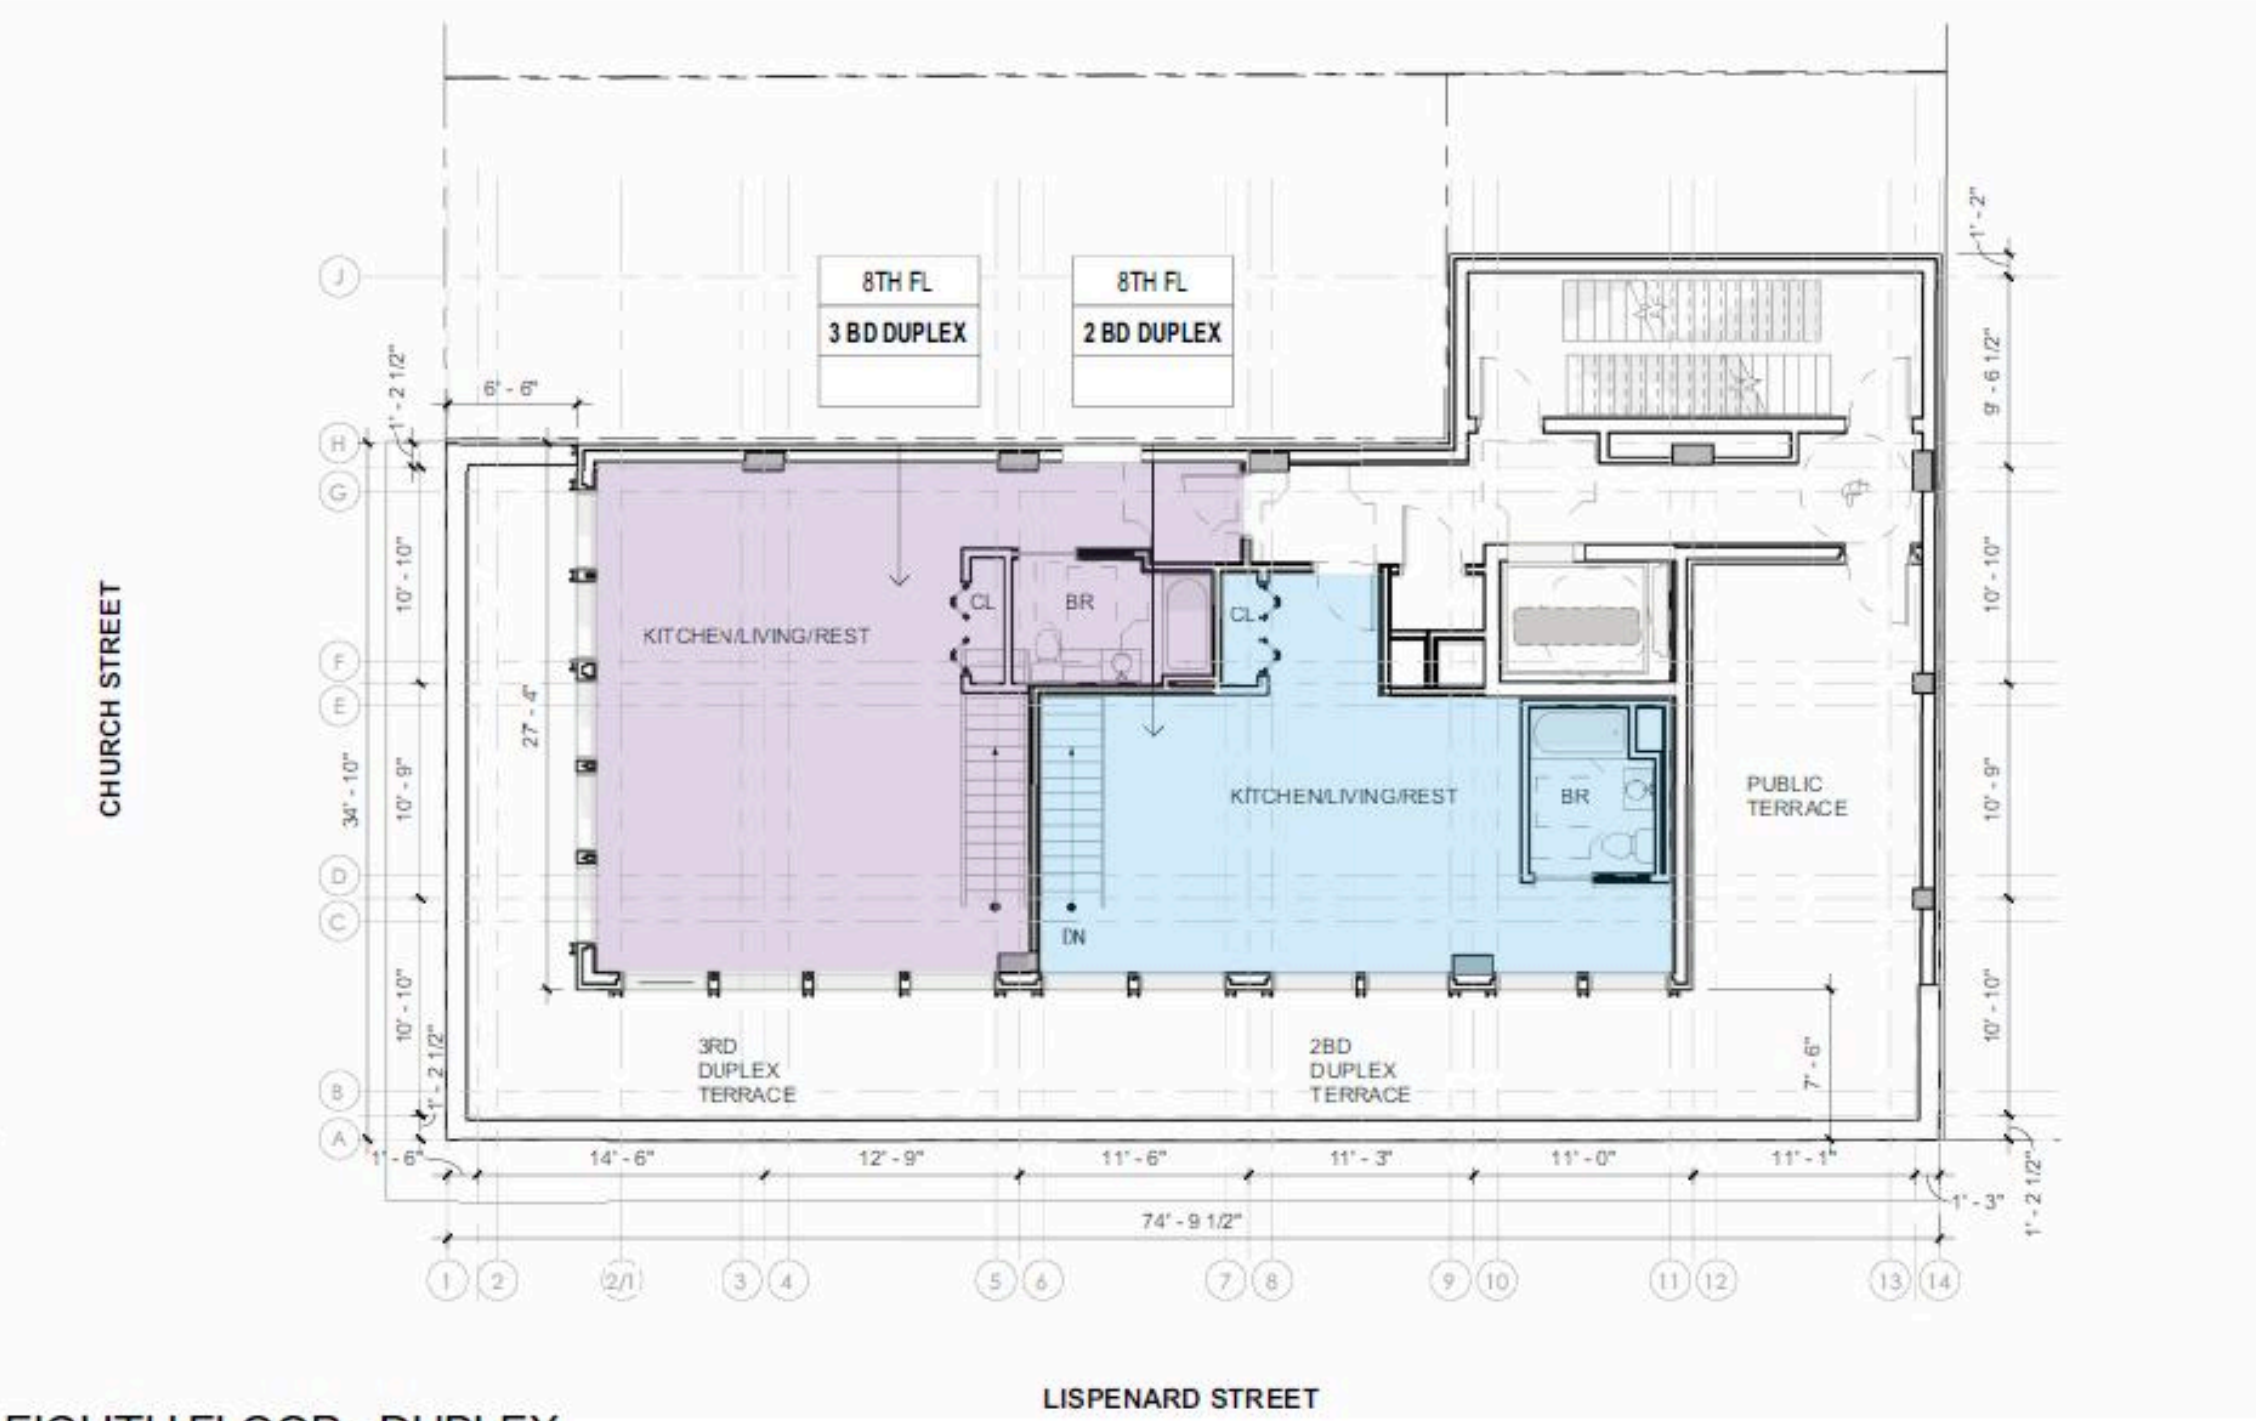 1' - 2"
J
8TH FL
8TH FL
3 BD DUPLEX
2 BD DUPLEX
1' - 2 1/2"
9' - 6 1/2"
H
G
10' - 10"
10' - 10"
CL
BR
CL
KITCHEN/LIVING/REST
F
E
27' - 4"
CHURCH STREET
34' - 10"
10' - 9"
10' - 9"
KITCHEN/LIVING/REST
BR
PUBLIC
TERRACE
D
C
DN
10' - 10"
10' - 10"
1' - 2 1/2"
3RD
DUPLEX
TERRACE
2BD
DUPLEX
TERRACE
7' - 6"
B
A
1' - 6"
14' - 6"
12' - 9"
11' - 6"
11' - 3"
11' - 0"
11' - 1"
1' - 3"
1' - 2 1/2"
74' - 9 1/2"
1
2
2/1
3
4
5
6
7
8
9
10
11
12
13
14
LISPENARD STREET
EIGHTH FLOOR - DUPLEX